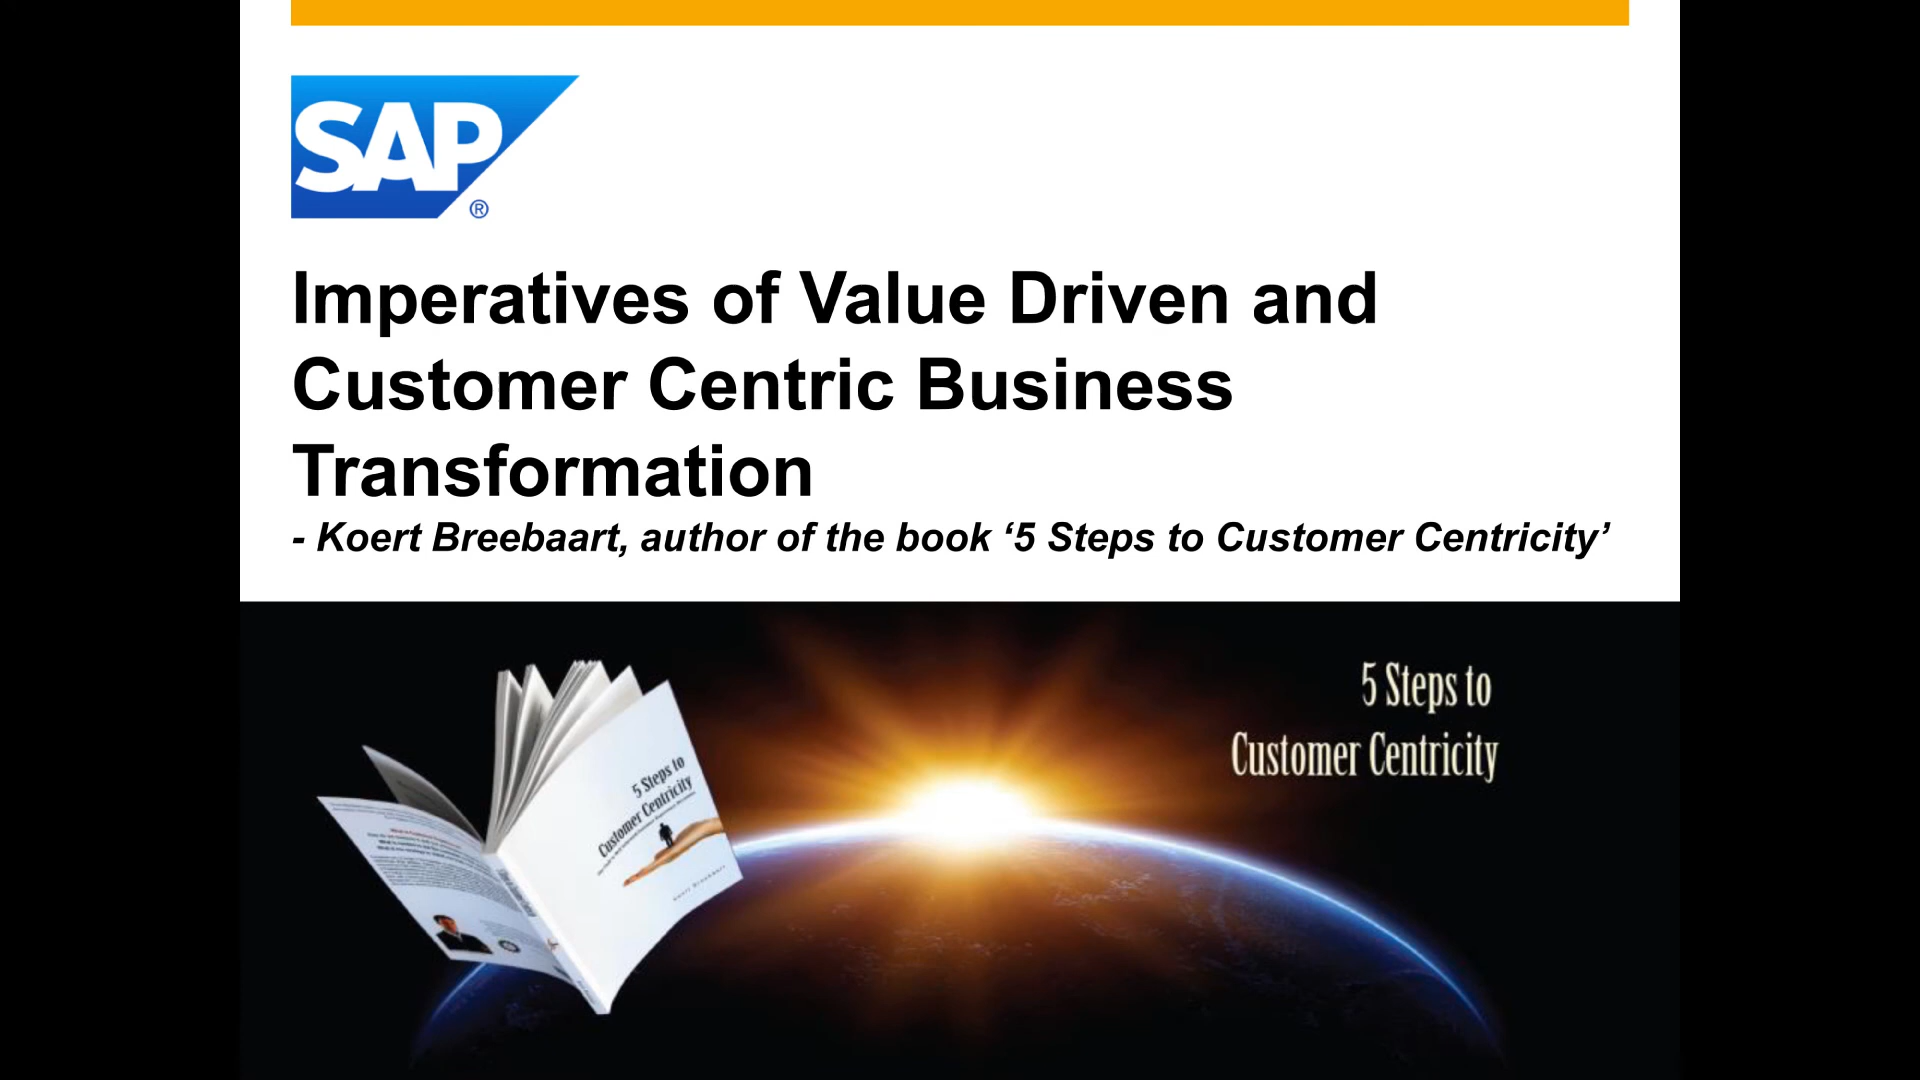 SAP
®
Imperatives of Value Driven and
Customer Centric Business
Transformation
- Koert Breebaart, author of the book ‘5 Steps to Customer Centricity’
5 Steps to
Customer Centricity
5 Steps to
Customer Centricity